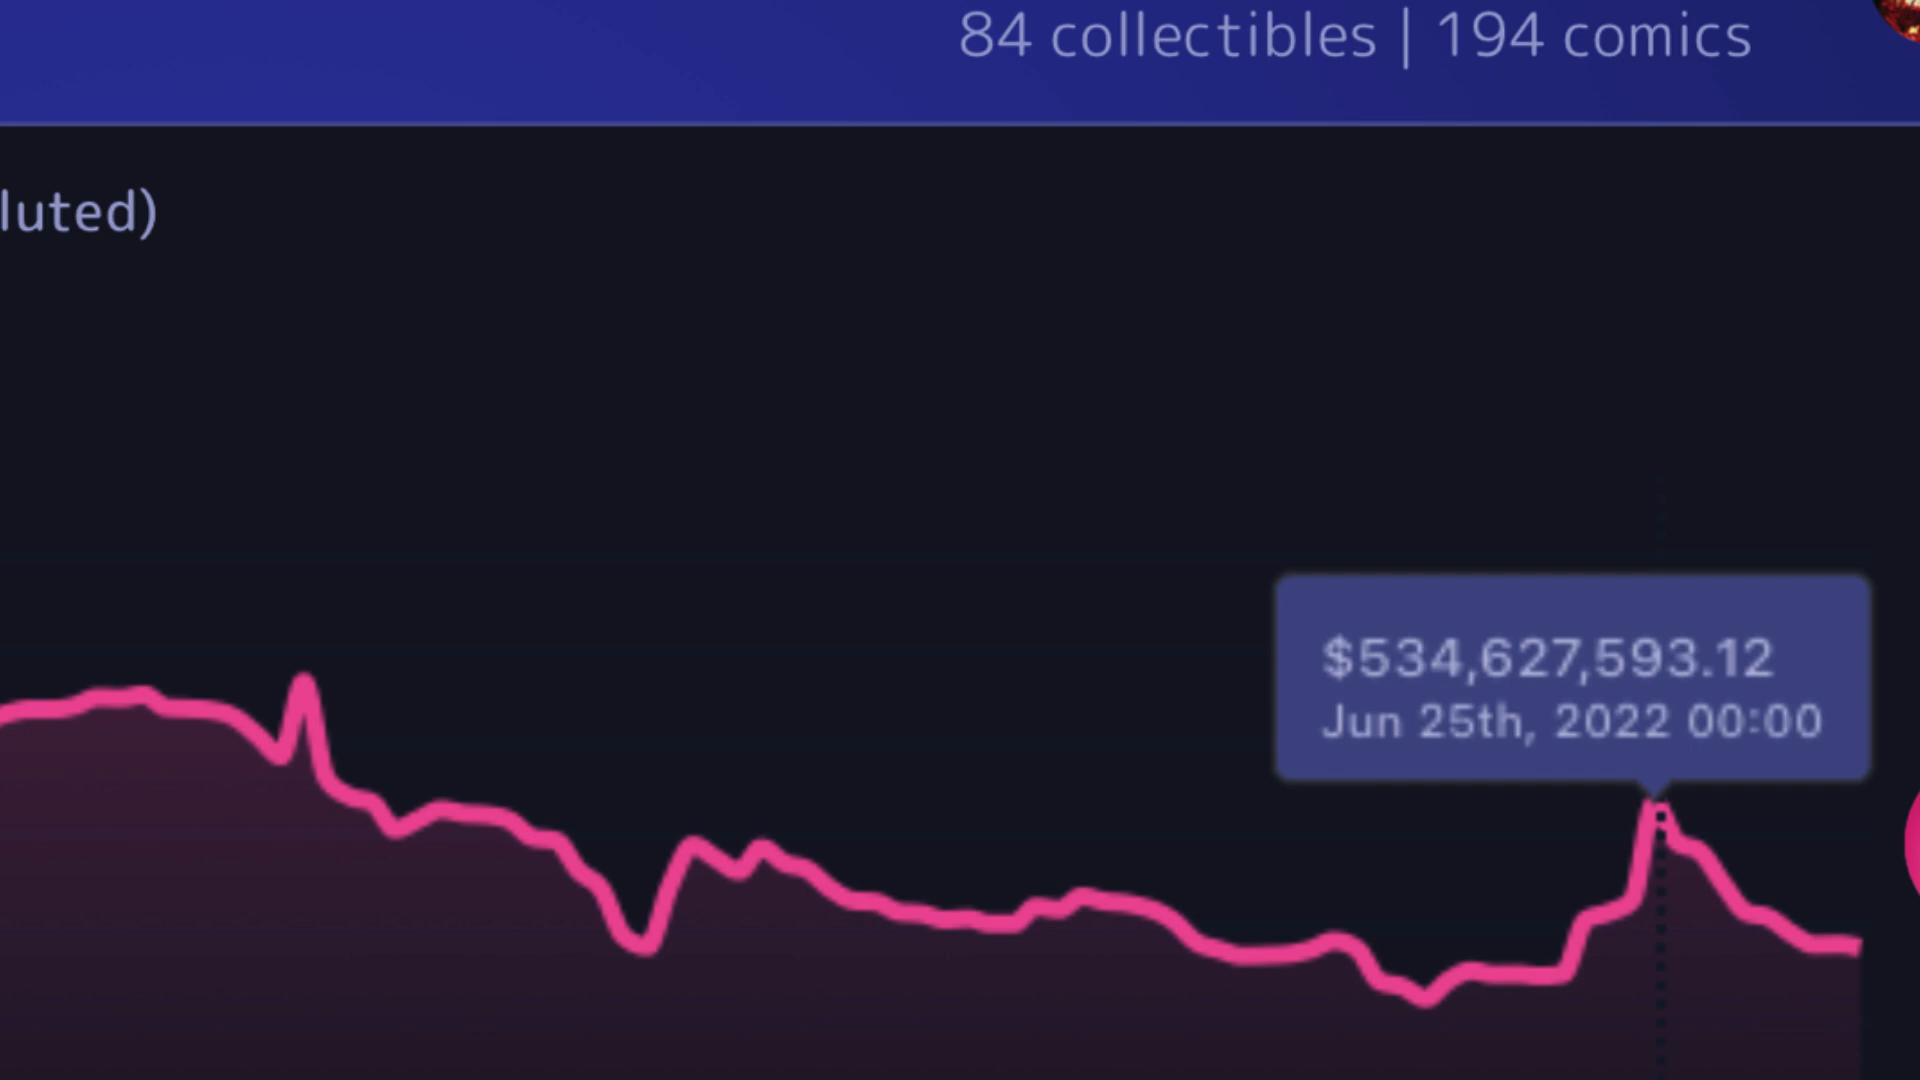 84 collectibles | 194 comics
luted)
$534,627,593.12
Jun 25th, 2022 00:00